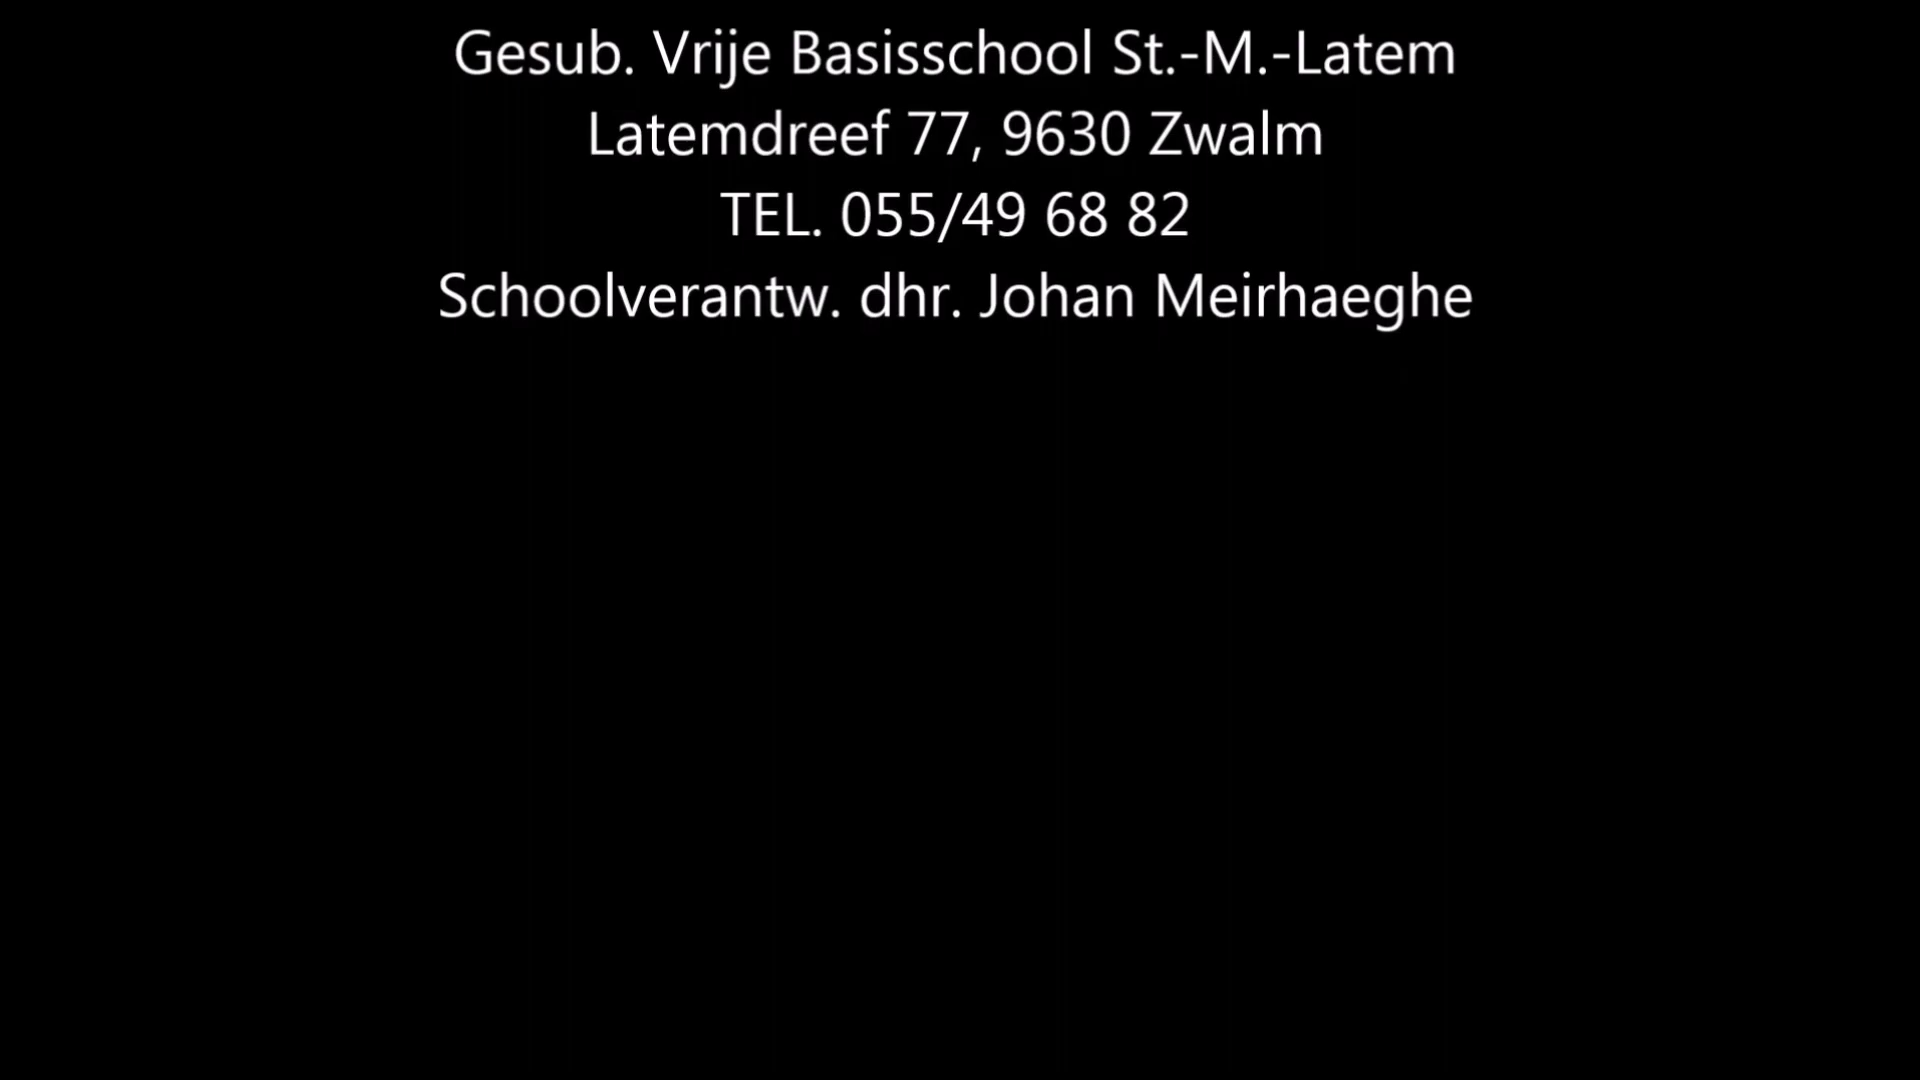 Gesub. Vrije Basisschool St.-M.-Latem
Latemdreef 77, 9630 Zwalm
TEL. 055/49 68 82
Schoolverantw. dhr. Johan Meirhaeghe